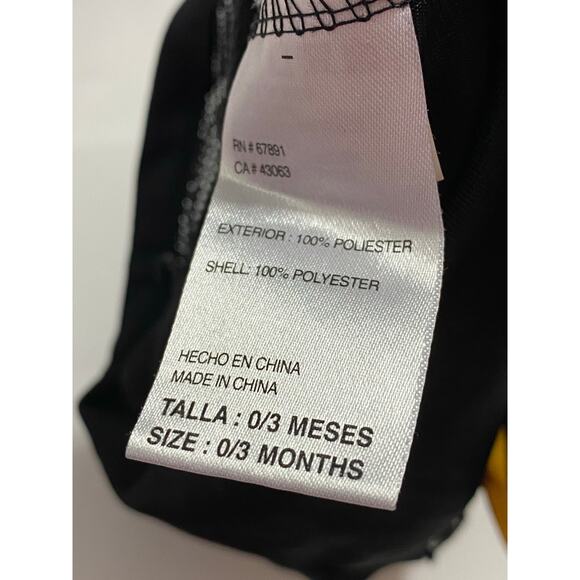 RN # 67891
CA # 43063
EXTERIOR : 100% POLIESTER
SHELL: 100% POLYESTER
HECHO EN CHINA
MADE IN CHINA
TALLA : 0/3 MESES
SIZE : 0/3 MONTHS